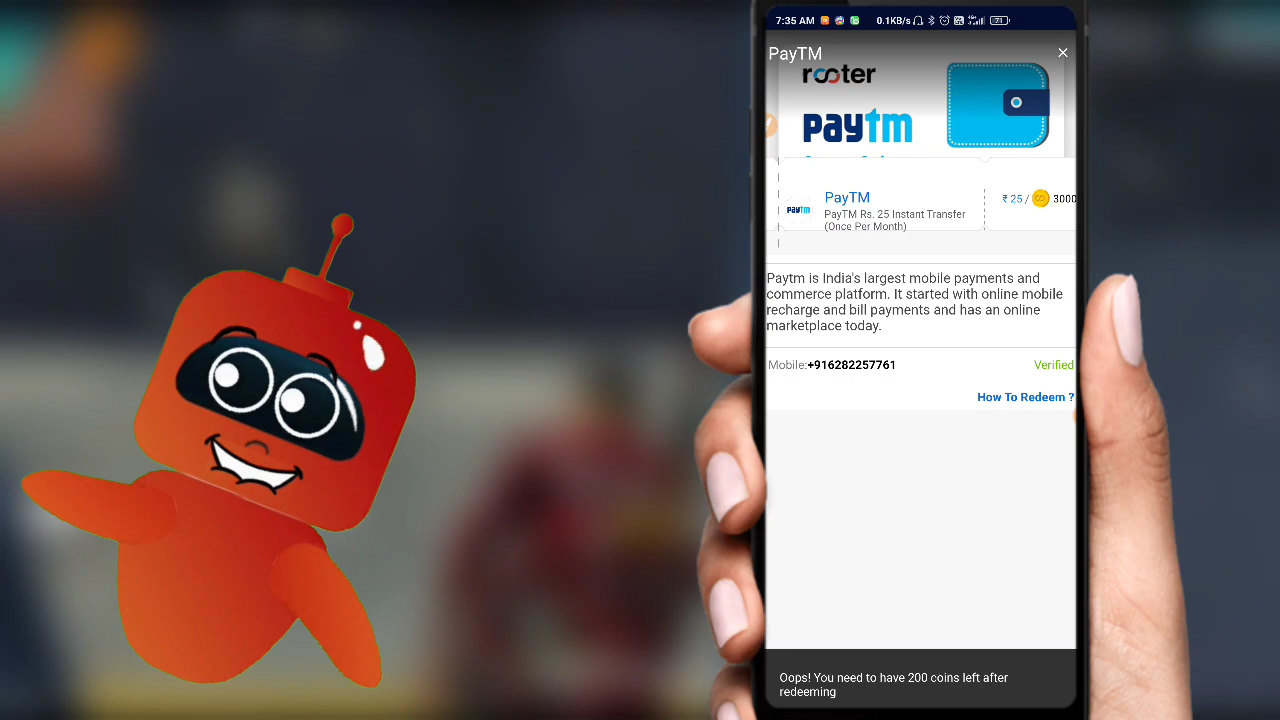 7:35 AM 0.1KB/s 71
PayTM
rooter
paytm
PayTM
₹ 25 / 3000
paytm
PayTM Rs. 25 Instant Transfer
(Once Per Month)
Paytm is India's largest mobile payments and
commerce platform. It started with online mobile
recharge and bill payments and has an online
marketplace today.
Mobile:+916282257761 Verified
How To Redeem ?
Oops! You need to have 200 coins left after
redeeming